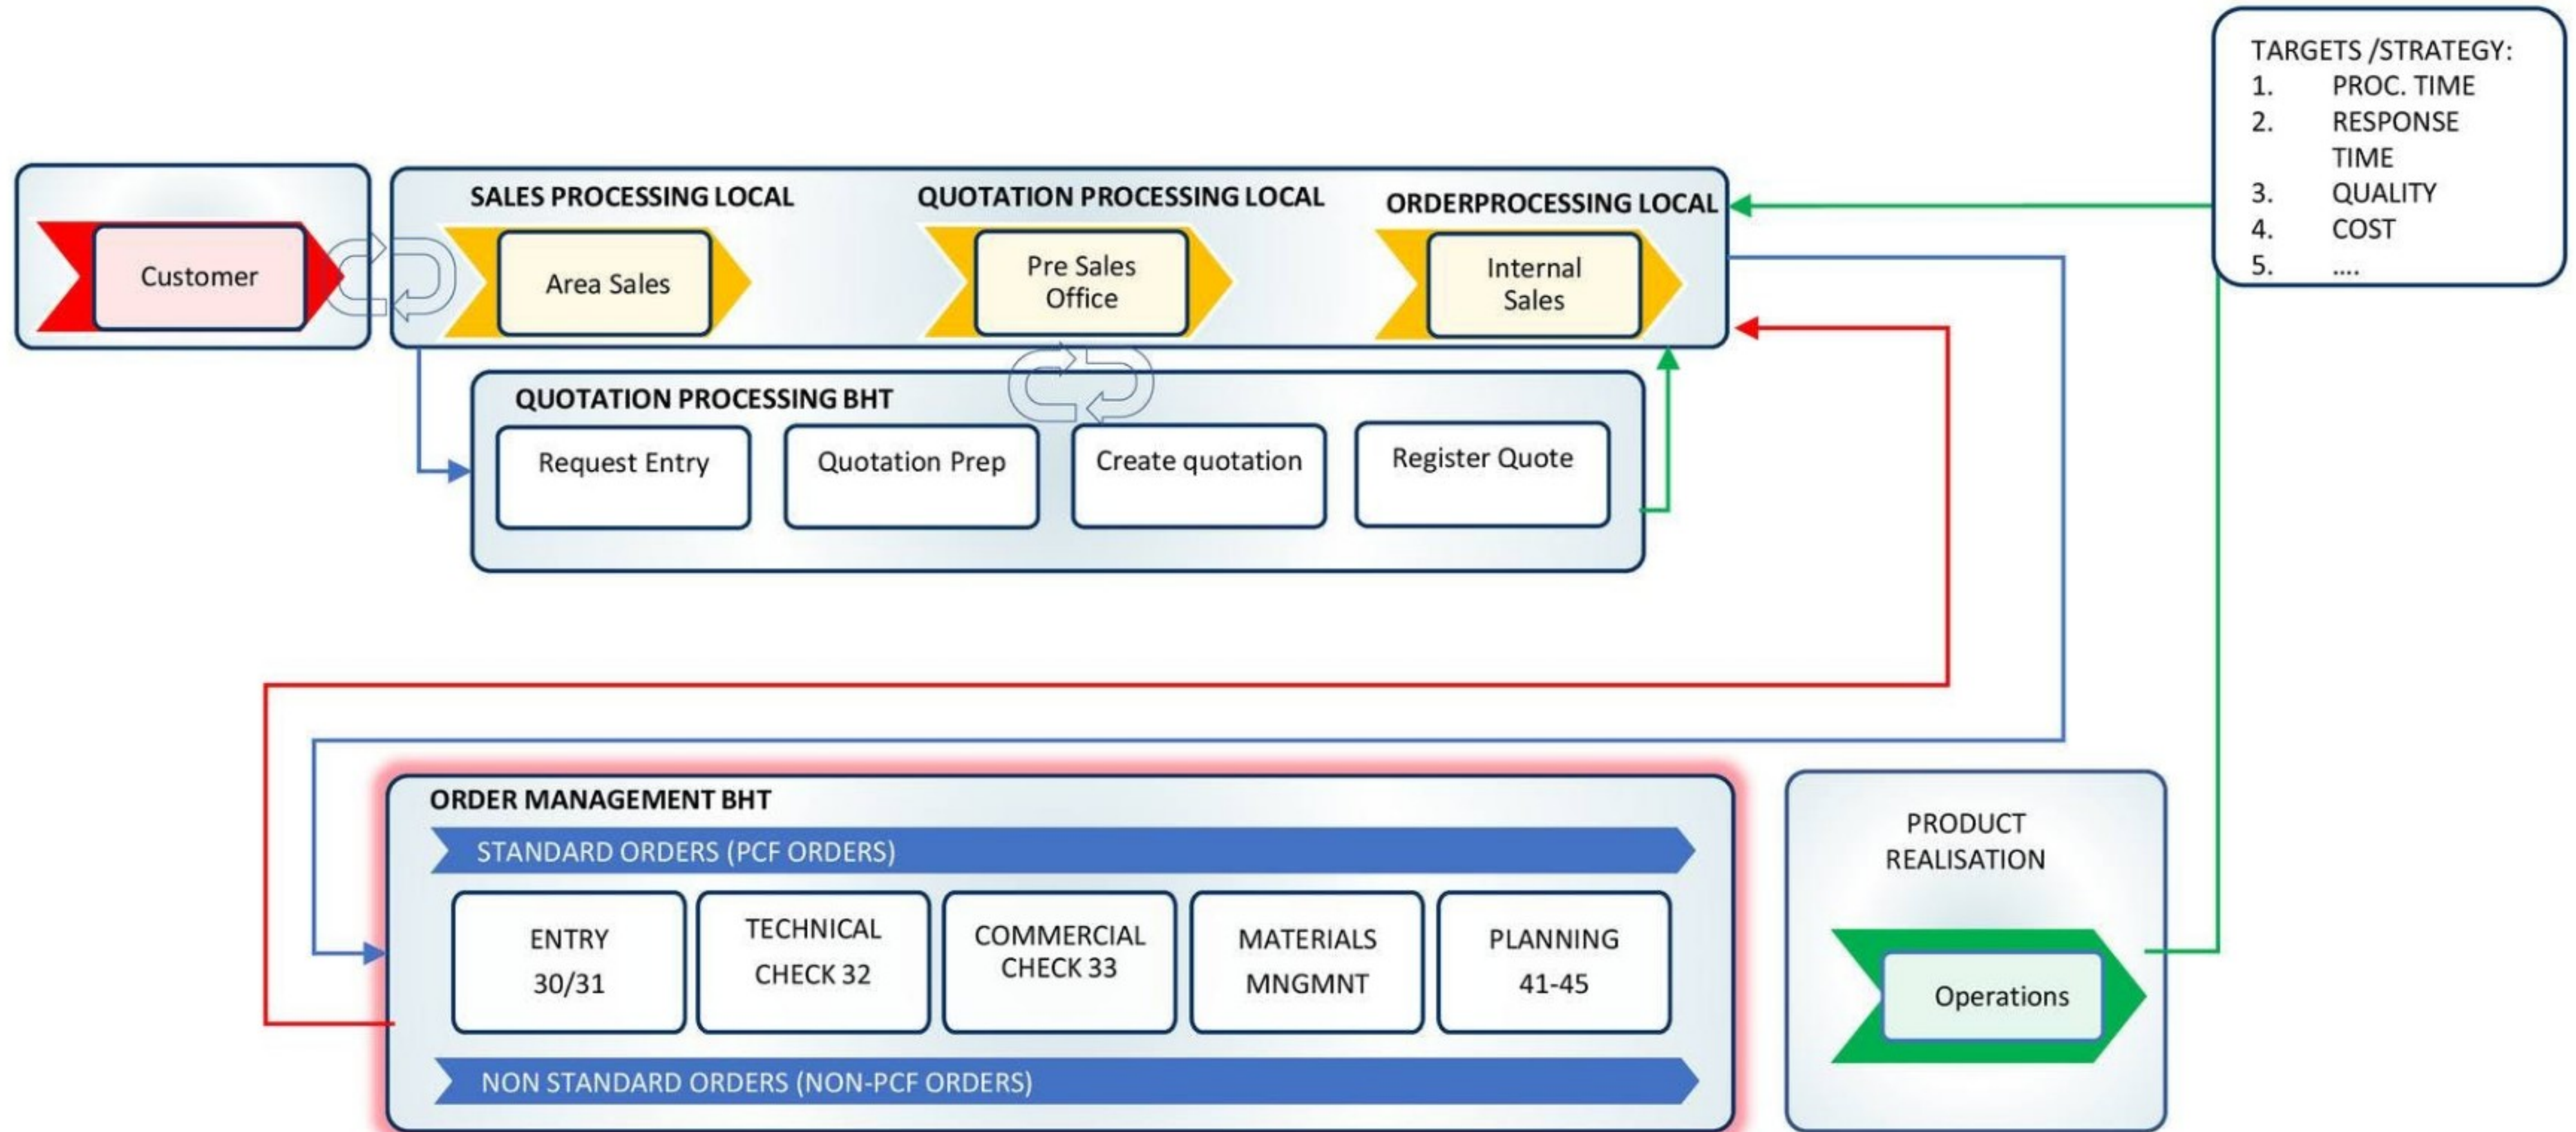 TARGETS /STRATEGY:
1. PROC. TIME
2. RESPONSE
TIME
3. QUALITY
4. COST
5. ....
Customer
SALES PROCESSING LOCAL
Area Sales
QUOTATION PROCESSING LOCAL
Pre Sales
Office
ORDERPROCESSING LOCAL
Internal
Sales
QUOTATION PROCESSING BHT
Request Entry
Quotation Prep
Create quotation
Register Quote
ORDER MANAGEMENT BHT
STANDARD ORDERS (PCF ORDERS)
ENTRY
30/31
TECHNICAL
CHECK 32
COMMERCIAL
CHECK 33
MATERIALS
MNGMNT
PLANNING
41-45
NON STANDARD ORDERS (NON-PCF ORDERS)
PRODUCT
REALISATION
Operations